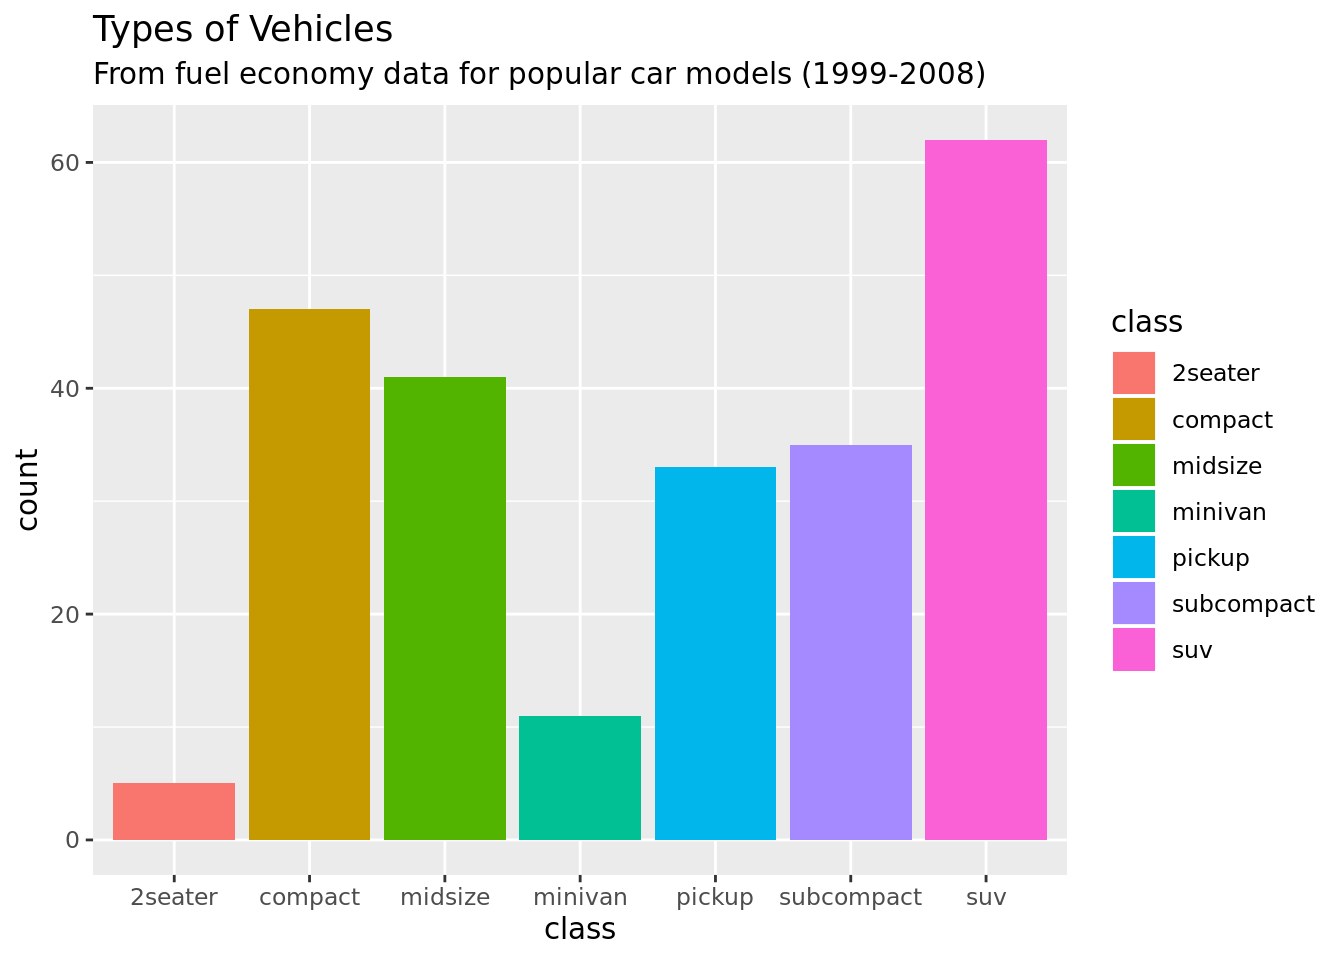 Types of Vehicles
From fuel economy data for popular car models (1999-2008)
60
40
20
0
count
2seater compact midsize minivan pickup subcompact suv
class
class
2seater
compact
midsize
minivan
pickup
subcompact
suv